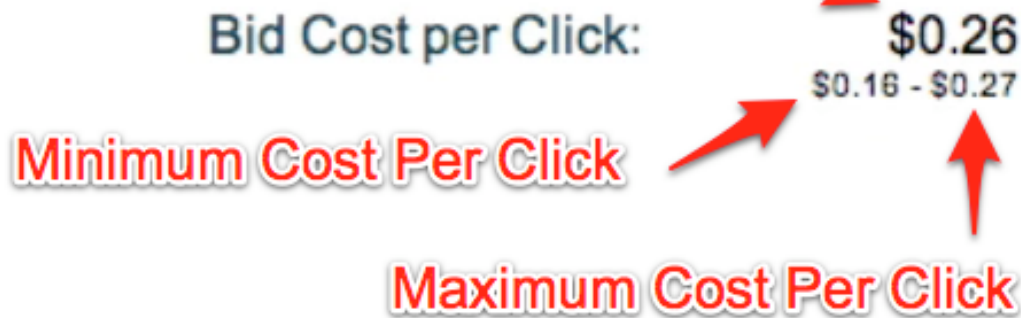 Bid Cost per Click: $0.26
$0.16 - $0.27
Minimum Cost Per Click
Maximum Cost Per Click